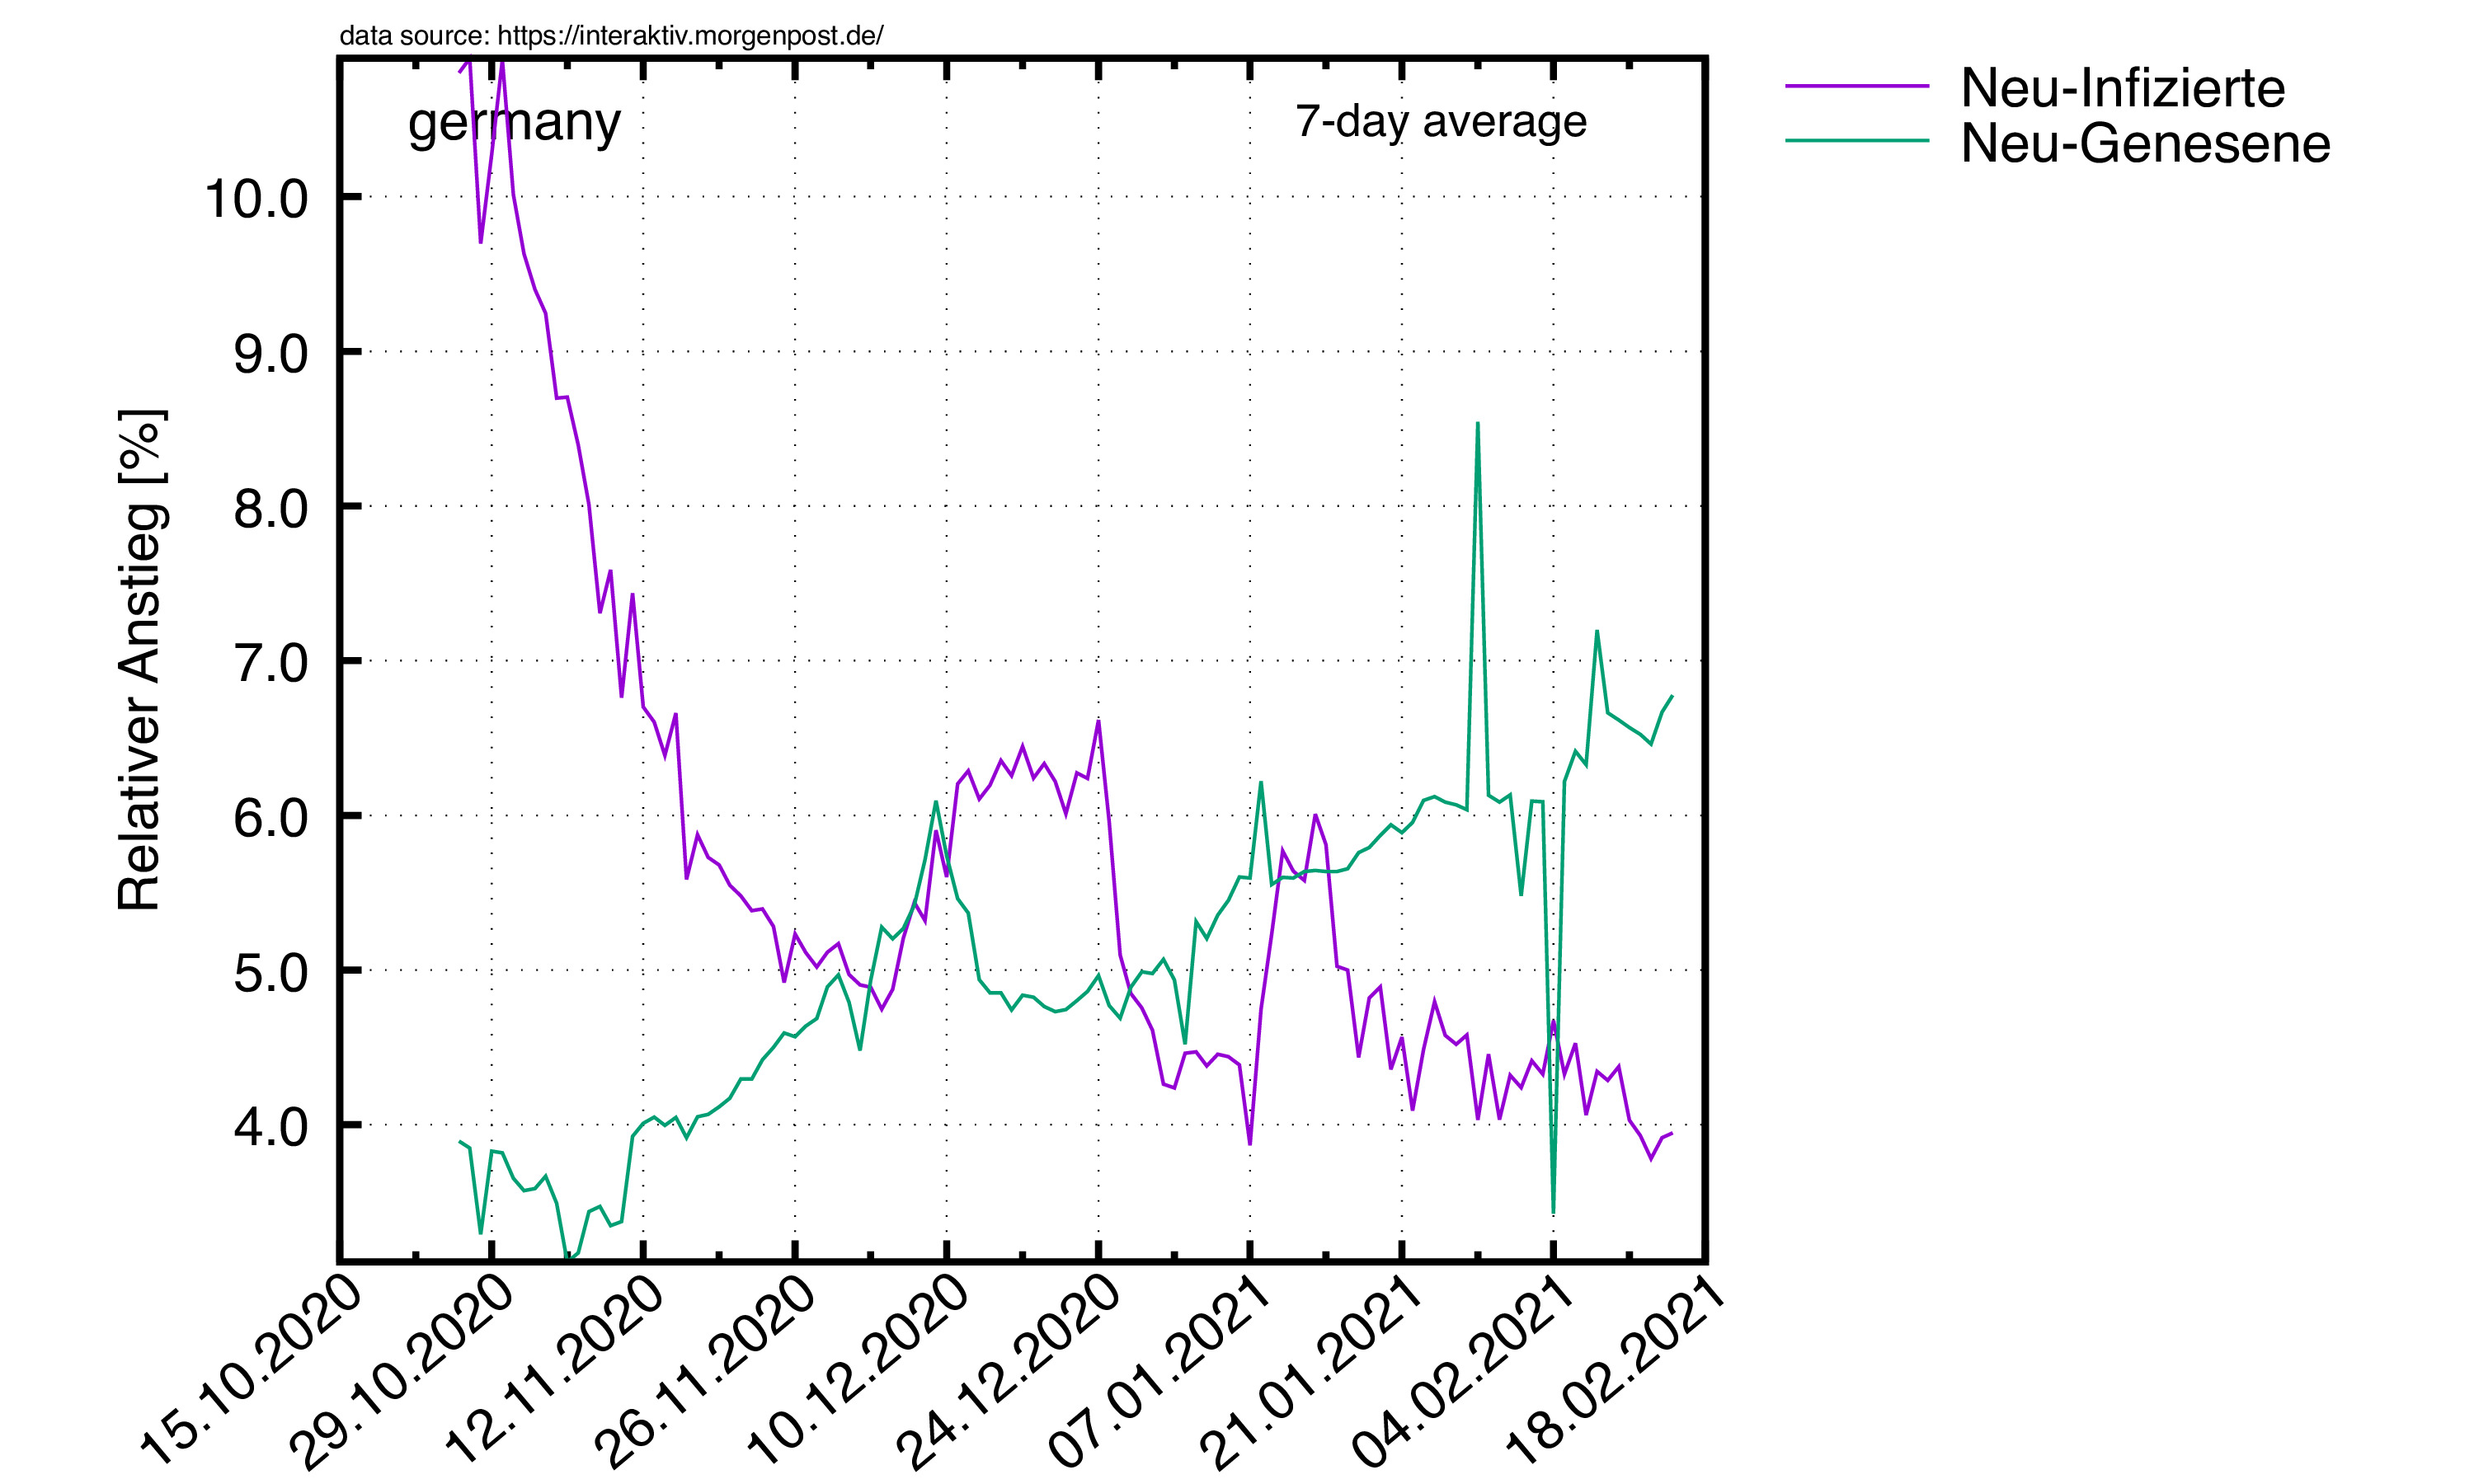 data source: https://interaktiv.morgenpost.de/
germany
7-day average
Neu-Infizierte
Neu-Genesene
Relativer Anstieg [%]
10.0
9.0
8.0
7.0
6.0
5.0
4.0
15.10.2020
29.10.2020
12.11.2020
26.11.2020
10.12.2020
24.12.2020
07.01.2021
21.01.2021
04.02.2021
18.02.2021